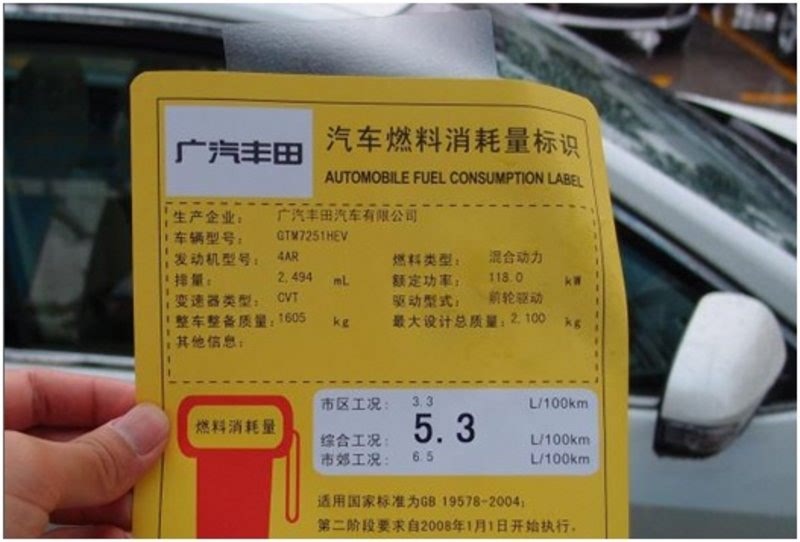 广汽丰田
汽车燃料消耗量标识
AUTOMOBILE FUEL CONSUMPTION LABEL
生产企业: 广汽丰田汽车有限公司
车辆型号: GTM7251HEV
发动机型号: 4AR 燃料类型: 混合动力
排量: 2,494 mL 额定功率: 118.0 kW
变速器类型: CVT 驱动型式: 前轮驱动
整车整备质量: 1605 kg 最大设计总质量: 2,100 kg
其他信息:
燃料消耗量
市区工况: 3.3 L/100km
综合工况: 5.3 L/100km
市郊工况: 6.5 L/100km
适用国家标准为GB 19578-2004;
第二阶段要求自2008年1月1日开始执行。